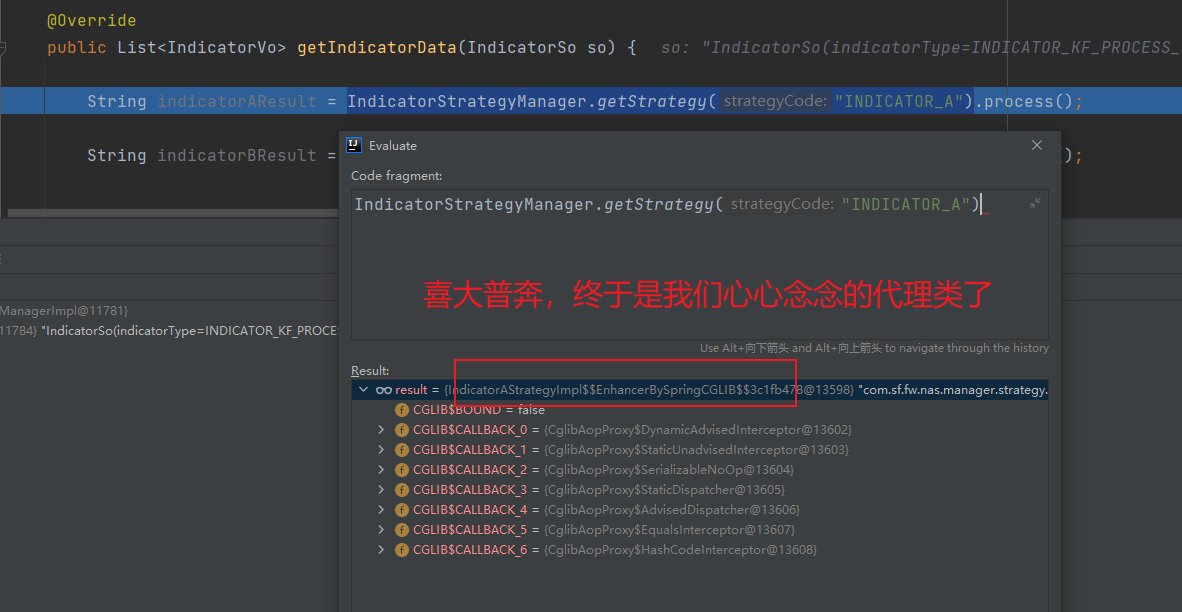 @Override
public List<IndicatorVo> getIndicatorData(IndicatorSo so) {  so: "IndicatorSo(indicatorType=INDICATOR_KF_PROCESS_
String indicatorAResult = IndicatorStrategyManager.getStrategy( strategyCode: "INDICATOR_A").process();
String indicatorBResult = );
Evaluate
Code fragment:
IndicatorStrategyManager.getStrategy( strategyCode: "INDICATOR_A")
喜大普奔，终于是我们心心念念的代理类了
ManagerImpl@11781}
11784} "IndicatorSo(indicatorType=INDICATOR_KF_PROCE
Use Alt+向下箭头 and Alt+向上箭头 to navigate through the history
Result:
result = {IndicatorAStrategyImpl$$EnhancerBySpringCGLIB$$3c1fb478@13598} "com.sf.fw.nas.manager.strategy.
CGLIB$BOUND = false
CGLIB$CALLBACK_0 = {CglibAopProxy$DynamicAdvisedInterceptor@13602}
CGLIB$CALLBACK_1 = {CglibAopProxy$StaticUnadvisedInterceptor@13603}
CGLIB$CALLBACK_2 = {CglibAopProxy$SerializableNoOp@13604}
CGLIB$CALLBACK_3 = {CglibAopProxy$StaticDispatcher@13605}
CGLIB$CALLBACK_4 = {CglibAopProxy$AdvisedDispatcher@13606}
CGLIB$CALLBACK_5 = {CglibAopProxy$EqualsInterceptor@13607}
CGLIB$CALLBACK_6 = {CglibAopProxy$HashCodeInterceptor@13608}